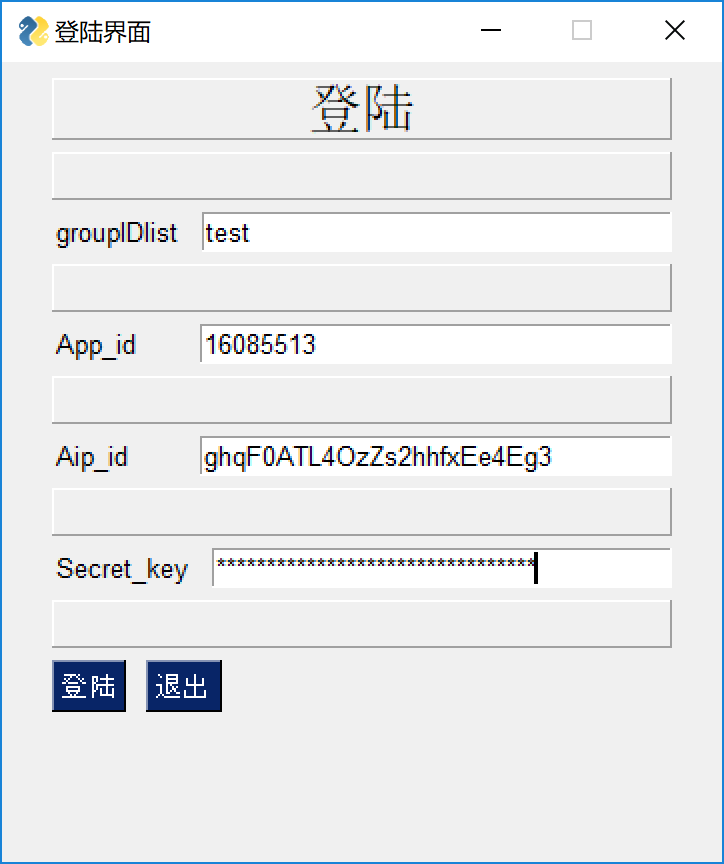 登陆界面
登陆
groupIDlist test
App_id 16085513
Aip_id ghqF0ATL4OzZs2hhfxEe4Eg3
Secret_key ********************************
登陆 退出